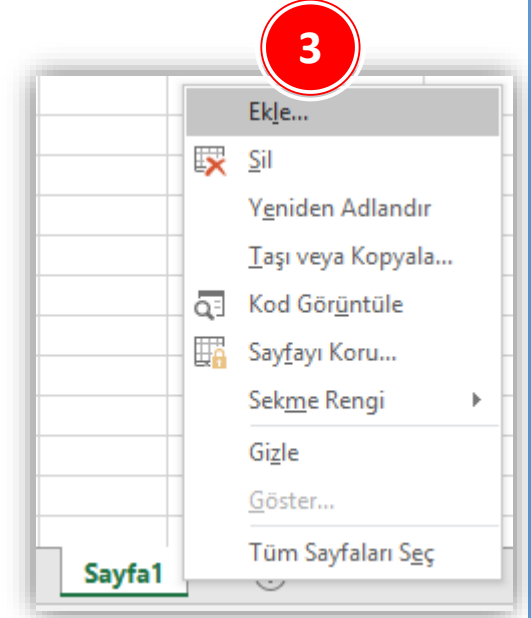 3
Ekle...
Sil
Yeniden Adlandır
Taşı veya Kopyala...
Kod Görüntüle
Sayfayı Koru...
Sekme Rengi
Gizle
Göster...
Tüm Sayfaları Seç
Sayfa1